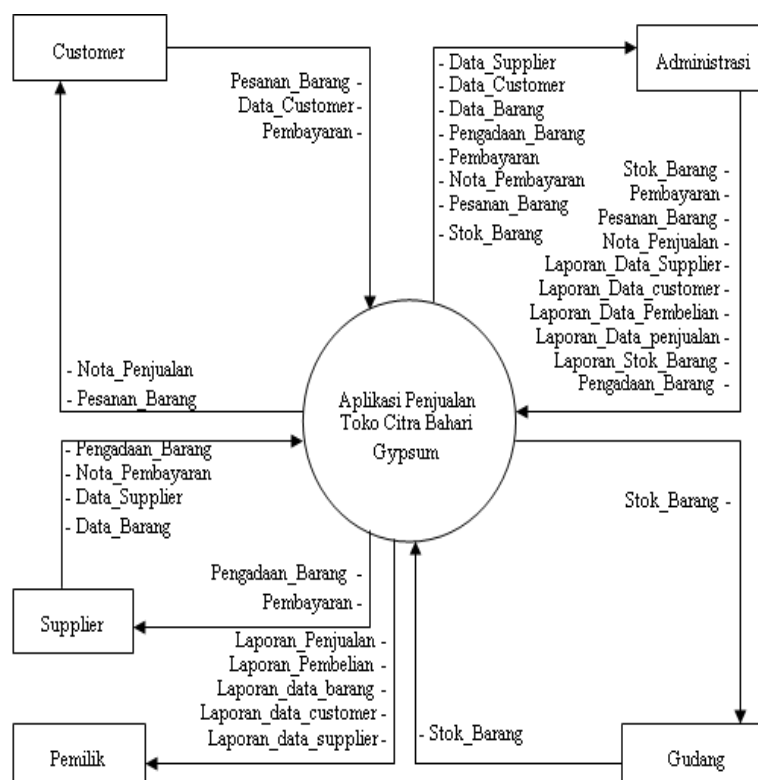 Customer
Administrasi
Pesanan_Barang -
Data_Customer-
Pembayaran -
- Data_Supplier
- Data_Customer
- Data_Barang
- Pengadaan_Barang
- Pembayaran
- Nota_Pembayaran
- Pesanan_Barang
- Stok_Barang
Stok_Barang -
Pembayaran-
Pesanan_Barang -
Nota_Penjualan-
Laporan_Data_Supplier-
Laporan_Data_customer-
Laporan_Data_Pembelian -
Laporan_Data_penjualan-
Laporan_Stok_Barang -
Pengadaan_Barang -
- Nota_Penjualan
- Pesanan_Barang
Aplikasi Penjualan
Toko Citra Bahari
Gypsum
- Pengadaan_Barang
- Nota_Pembayaran
- Data_Supplier
- Data_Barang
Stok_Barang -
Pengadaan_Barang -
Pembayaran-
Supplier
Laporan_Penjualan-
Laporan_Pembelian -
Laporan_data_barang-
Laporan_data_customer-
Laporan_data_supplier-
- Stok_Barang
Pemilik
Gudang